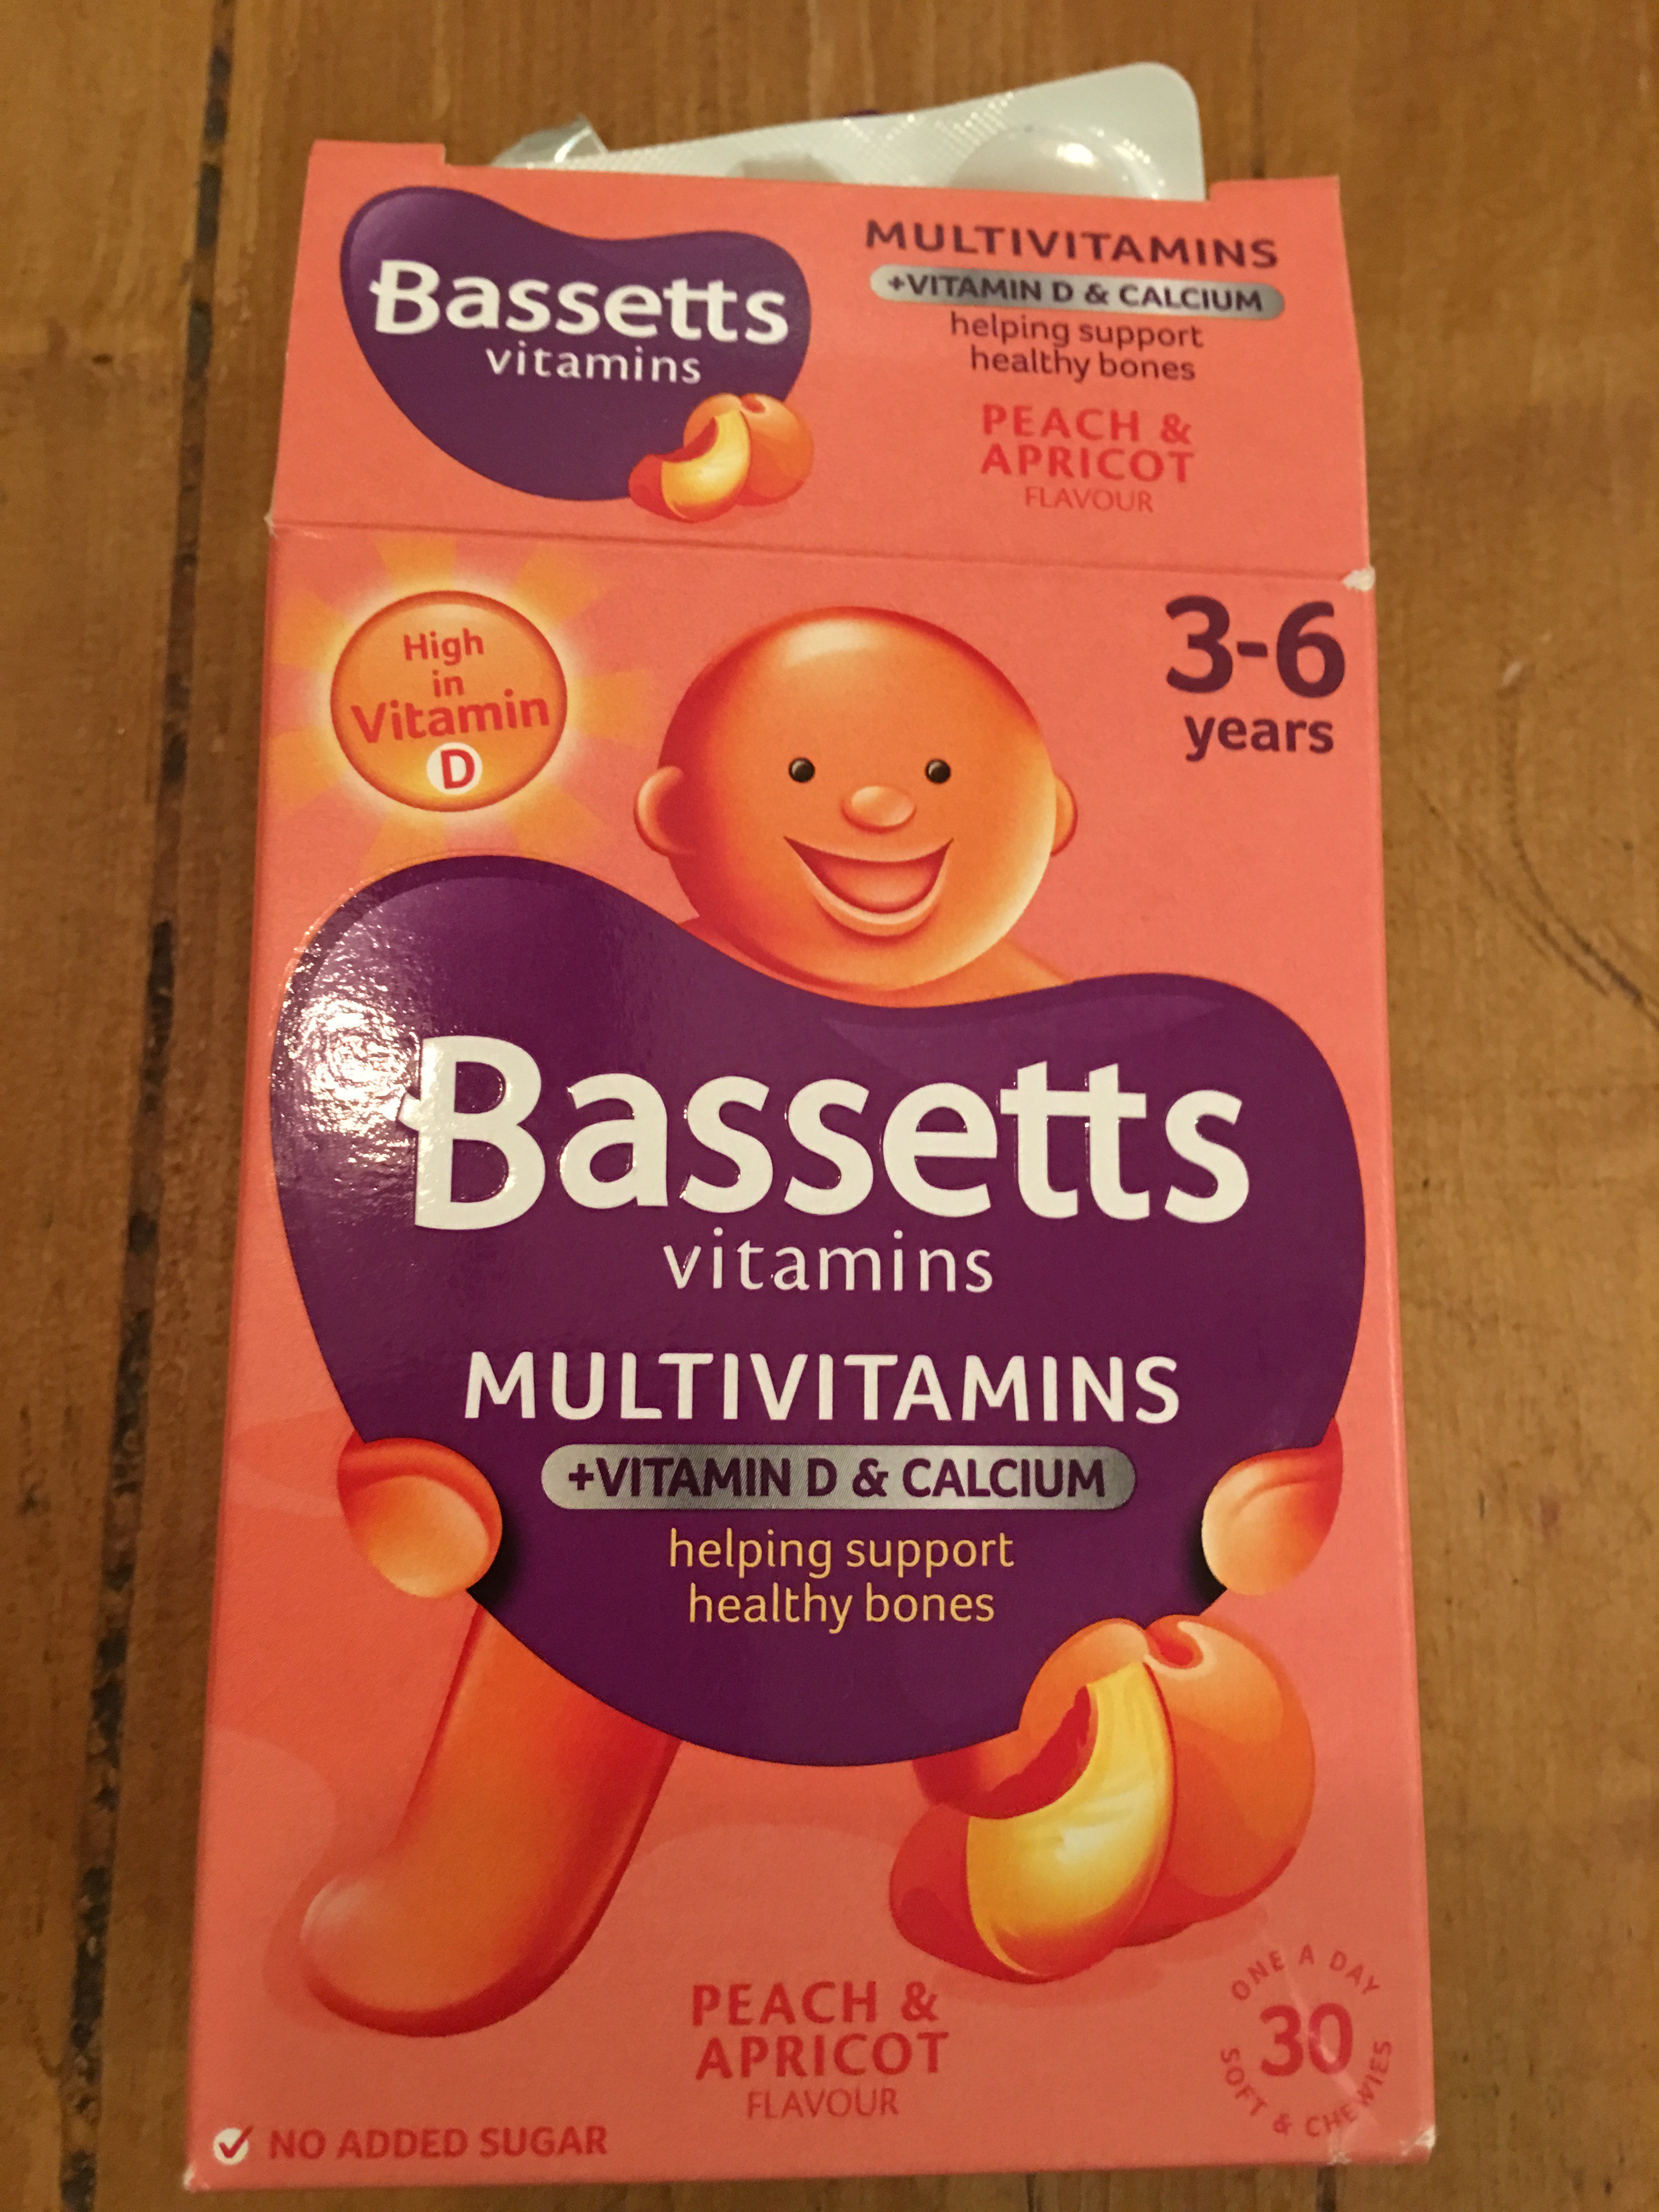 Bassetts
vitamins
MULTIVITAMINS
+VITAMIN D & CALCIUM
helping support
healthy bones
PEACH &
APRICOT
FLAVOUR
High
in
Vitamin
D
3-6
years
Bassetts
vitamins
MULTIVITAMINS
+VITAMIN D & CALCIUM
helping support
healthy bones
PEACH &
APRICOT
FLAVOUR
ONE A DAY
30
SOFT & CHEWIES
NO ADDED SUGAR